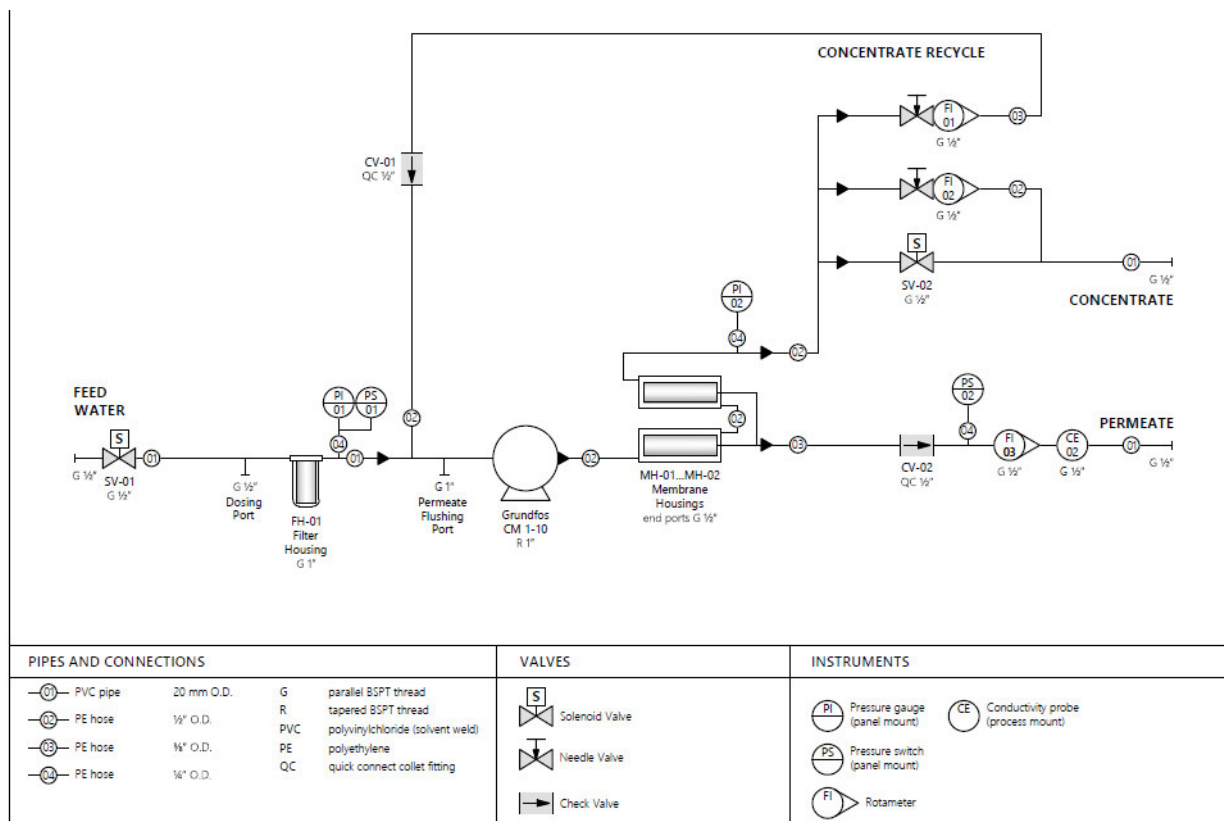 CONCENTRATE RECYCLE
FI
01
03
G ½"
CV-01
QC ½"
FI
02
02
G ½"
S
SV-02
G ½"
01
G ½"
CONCENTRATE
PI
02
04
02
FEED
WATER
PI
01
PS
01
02
PS
02
PERMEATE
S
G ½"
01
SV-01
G ½"
G ½"
Dosing
Port
04
01
FH-01
Filter
Housing
G 1"
G 1"
Permeate
Flushing
Port
Grundfos
CM 1-10
R 1"
02
02
MH-01...MH-02
Membrane
Housings
end ports G ½"
03
CV-02
QC ½"
04
FI
03
G ½"
CE
02
G ½"
01
G ½"
PIPES AND CONNECTIONS
01 PVC pipe 20 mm O.D.
02 PE hose ½" O.D.
03 PE hose ⅜" O.D.
04 PE hose ¼" O.D.
G parallel BSPT thread
R tapered BSPT thread
PVC polyvinylchloride (solvent weld)
PE polyethylene
QC quick connect collet fitting
VALVES
S
Solenoid Valve
Needle Valve
Check Valve
INSTRUMENTS
PI Pressure gauge
(panel mount)
CE Conductivity probe
(process mount)
PS Pressure switch
(panel mount)
FI Rotameter